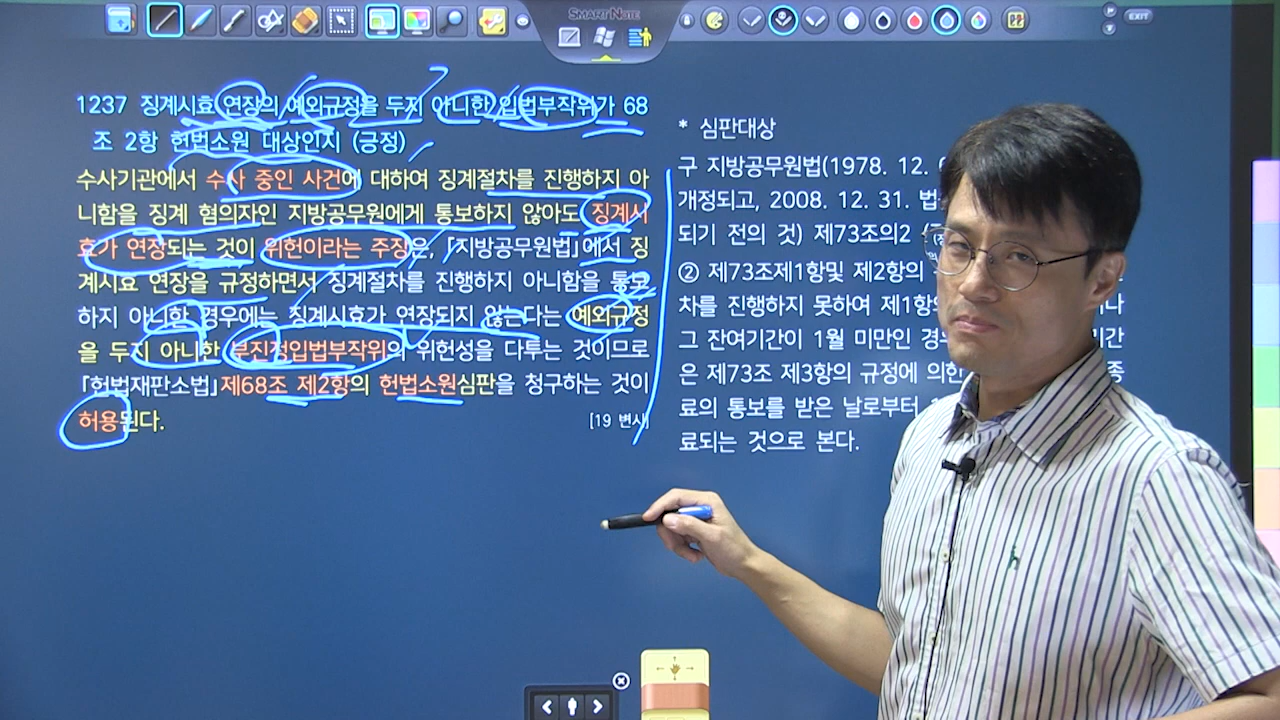 SMART NOTE
EXIT
1237 징계시효 연장의 예외규정을 두지 아니한 입법부작위가 68
조 2항 헌법소원 대상인지 (긍정)
수사기관에서 수사 중인 사건에 대하여 징계절차를 진행하지 아
니함을 징계 혐의자인 지방공무원에게 통보하지 않아도 징계시
효가 연장되는 것이 위헌이라는 주장은, 「지방공무원법」에서 징
계시효 연장을 규정하면서 징계절차를 진행하지 아니함을 통보
하지 아니한 경우에는 징계시효가 연장되지 않는다는 예외규정
을 두지 아니한 부진정입법부작위의 위헌성을 다투는 것이므로
「헌법재판소법」제68조 제2항의 헌법소원심판을 청구하는 것이
허용된다.
[19 변시]
* 심판대상
구 지방공무원법(1978. 12.
개정되고, 2008. 12. 31.
되기 전의 것) 제73조의2
② 제73조제1항및 제2항의
차를 진행하지 못하여
그 잔여기간이 1월 미만인
은 제73조 제3항의 규정에
료의 통보를 받은 날로부터
료되는 것으로 본다.